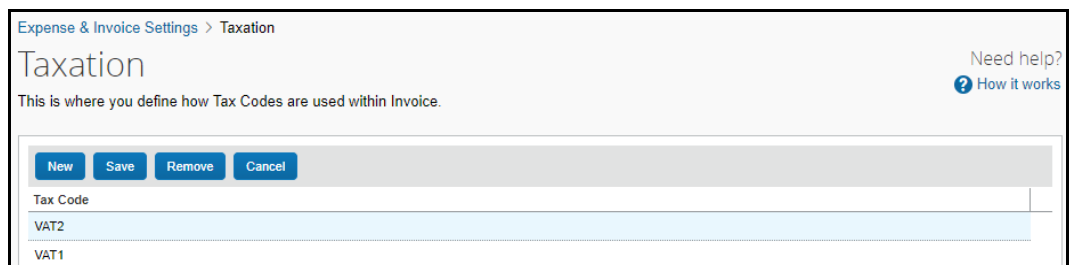 Expense & Invoice Settings > Taxation
Taxation
Need help?
? How it works
This is where you define how Tax Codes are used within Invoice.
New Save Remove Cancel
Tax Code
VAT2
VAT1